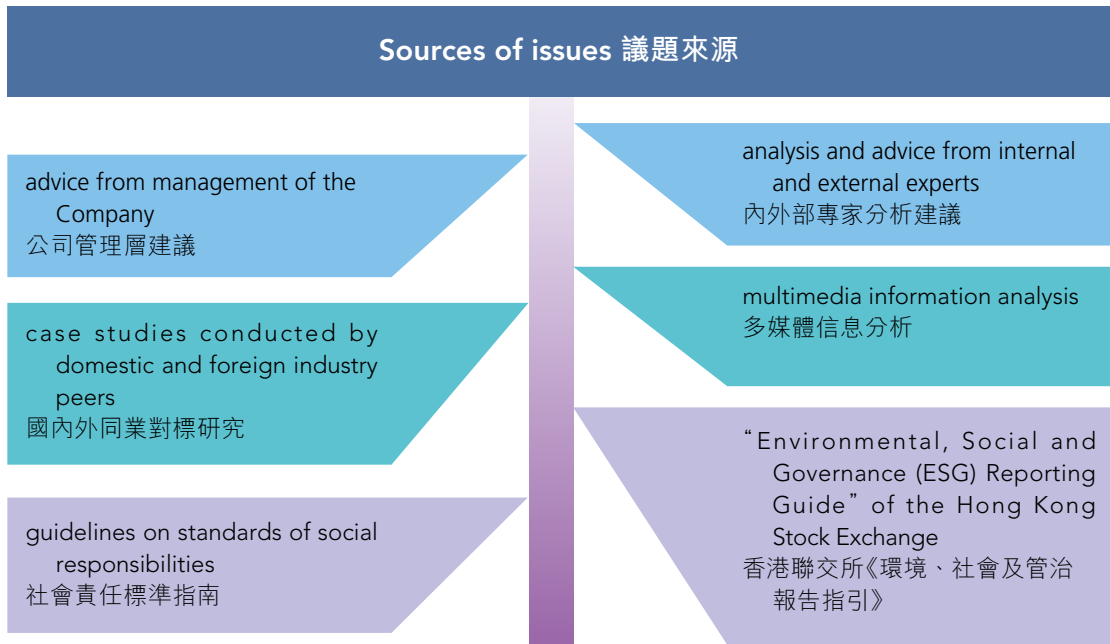 Sources of issues 議題來源
advice from management of the
Company
公司管理層建議
case studies conducted by
domestic and foreign industry
peers
國內外同業對標研究
guidelines on standards of social
responsibilities
社會責任標準指南
analysis and advice from internal
and external experts
內外部專家分析建議
multimedia information analysis
多媒體信息分析
“Environmental, Social and
Governance (ESG) Reporting
Guide” of the Hong Kong
Stock Exchange
香港聯交所《環境、社會及管治
報告指引》